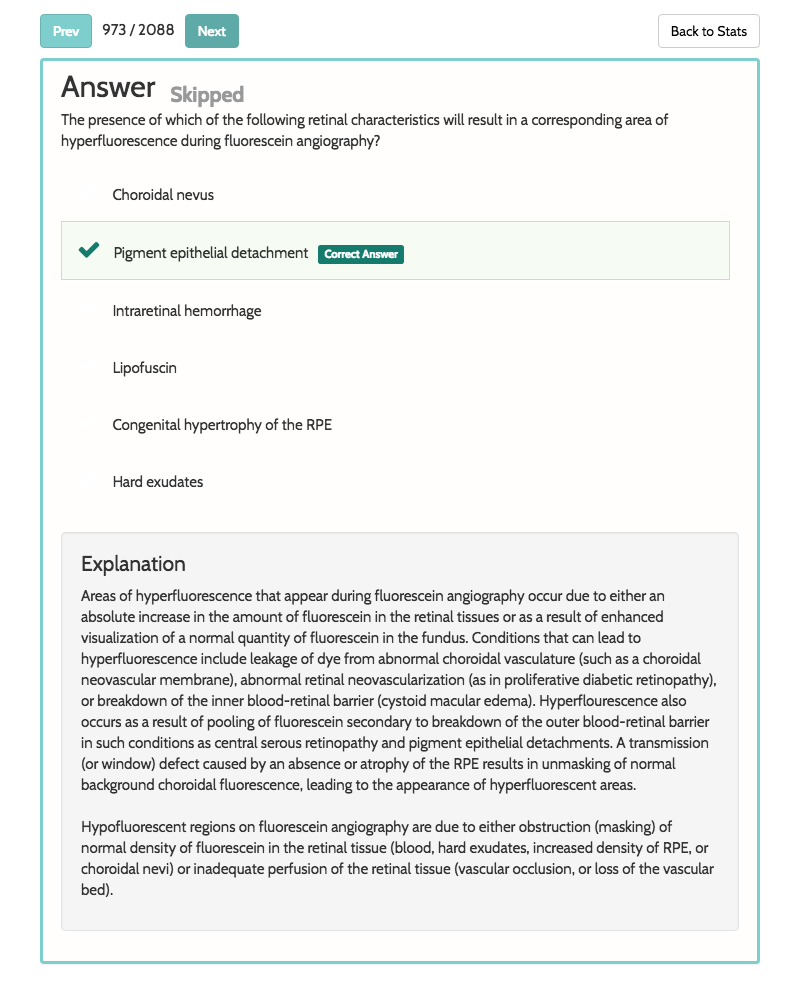 Prev 973 / 2088 Next Back to Stats
Answer Skipped
The presence of which of the following retinal characteristics will result in a corresponding area of
hyperfluorescence during fluorescein angiography?
Choroidal nevus
Pigment epithelial detachment Correct Answer
Intraretinal hemorrhage
Lipofuscin
Congenital hypertrophy of the RPE
Hard exudates
Explanation
Areas of hyperfluorescence that appear during fluorescein angiography occur due to either an
absolute increase in the amount of fluorescein in the retinal tissues or as a result of enhanced
visualization of a normal quantity of fluorescein in the fundus. Conditions that can lead to
hyperfluorescence include leakage of dye from abnormal choroidal vasculature (such as a choroidal
neovascular membrane), abnormal retinal neovascularization (as in proliferative diabetic retinopathy),
or breakdown of the inner blood-retinal barrier (cystoid macular edema). Hyperflourescence also
occurs as a result of pooling of fluorescein secondary to breakdown of the outer blood-retinal barrier
in such conditions as central serous retinopathy and pigment epithelial detachments. A transmission
(or window) defect caused by an absence or atrophy of the RPE results in unmasking of normal
background choroidal fluorescence, leading to the appearance of hyperfluorescent areas.
Hypofluorescent regions on fluorescein angiography are due to either obstruction (masking) of
normal density of fluorescein in the retinal tissue (blood, hard exudates, increased density of RPE, or
choroidal nevi) or inadequate perfusion of the retinal tissue (vascular occlusion, or loss of the vascular
bed).